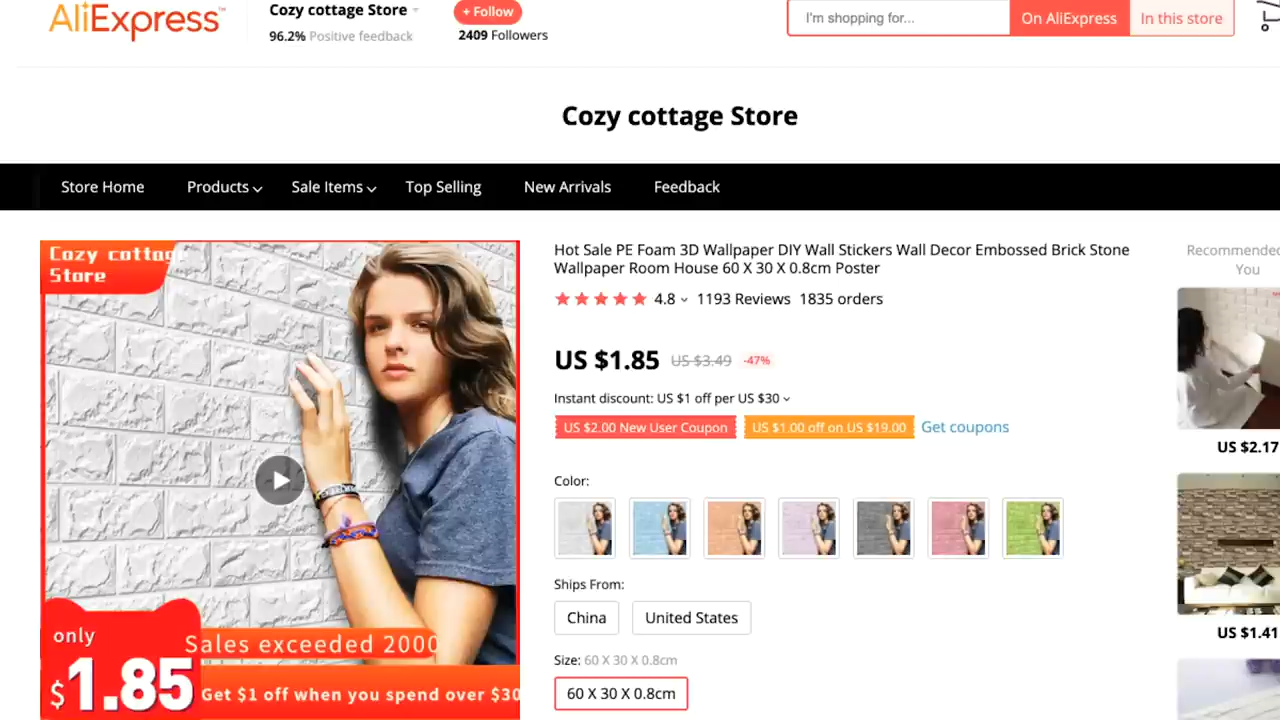 AliExpress™
Cozy cottage Store
+ Follow
96.2% Positive feedback
2409 Followers
I'm shopping for...
On AliExpress
In this store
Cozy cottage Store
Store Home
Products
Sale Items
Top Selling
New Arrivals
Feedback
Cozy cottage
Store
only
$1.85
Sales exceeded 2000
Get $1 off when you spend over $30
Hot Sale PE Foam 3D Wallpaper DIY Wall Stickers Wall Decor Embossed Brick Stone
Wallpaper Room House 60 X 30 X 0.8cm Poster
4.8 1193 Reviews 1835 orders
US $1.85 US $3.49 -47%
Instant discount: US $1 off per US $30
US $2.00 New User Coupon
US $1.00 off on US $19.00
Get coupons
Color:
Ships From:
China
United States
Size: 60 X 30 X 0.8cm
60 X 30 X 0.8cm
Recommended
You
US $2.17
US $1.41